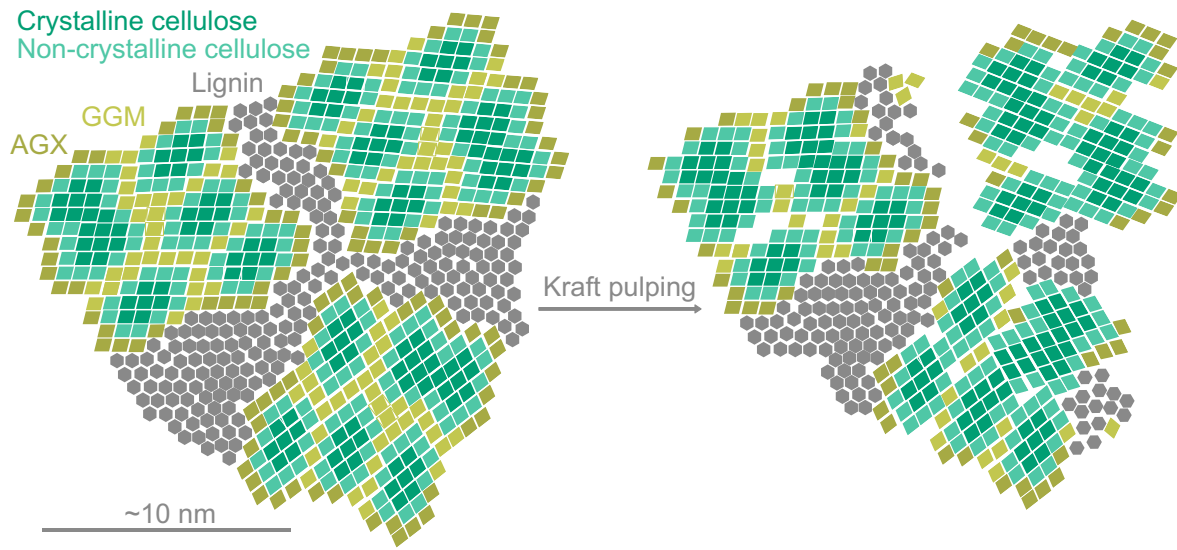 Crystalline cellulose
Non-crystalline cellulose
Lignin
GGM
AGX
Kraft pulping
~10 nm